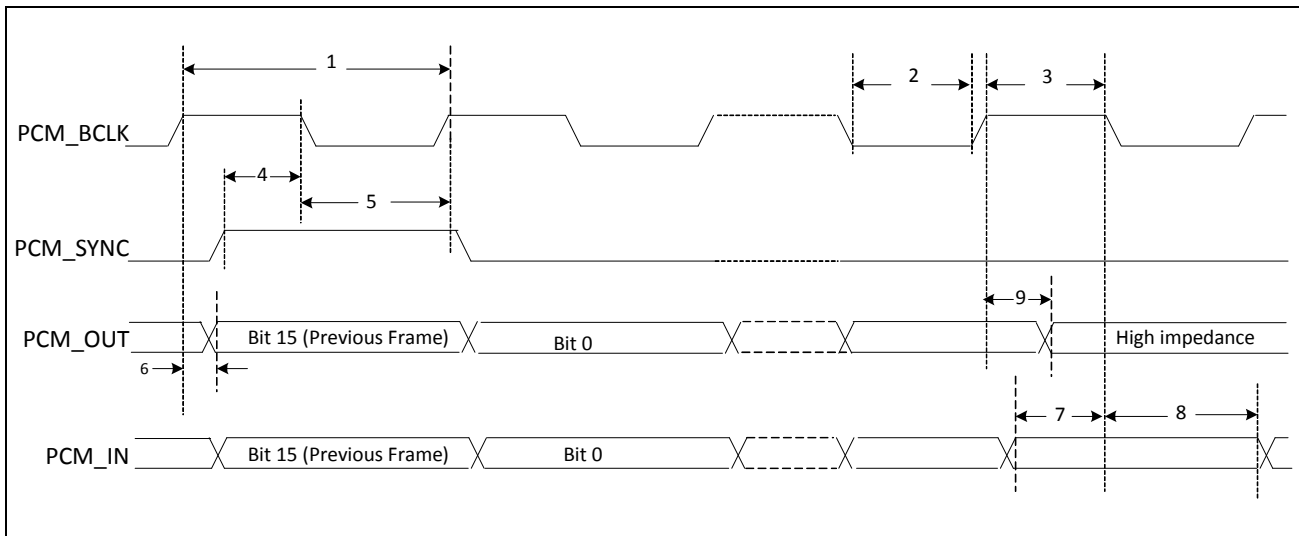 1
2
3
PCM_BCLK
4
5
PCM_SYNC
9
PCM_OUT
Bit 15 (Previous Frame)
Bit 0
High impedance
6
7
8
PCM_IN
Bit 15 (Previous Frame)
Bit 0